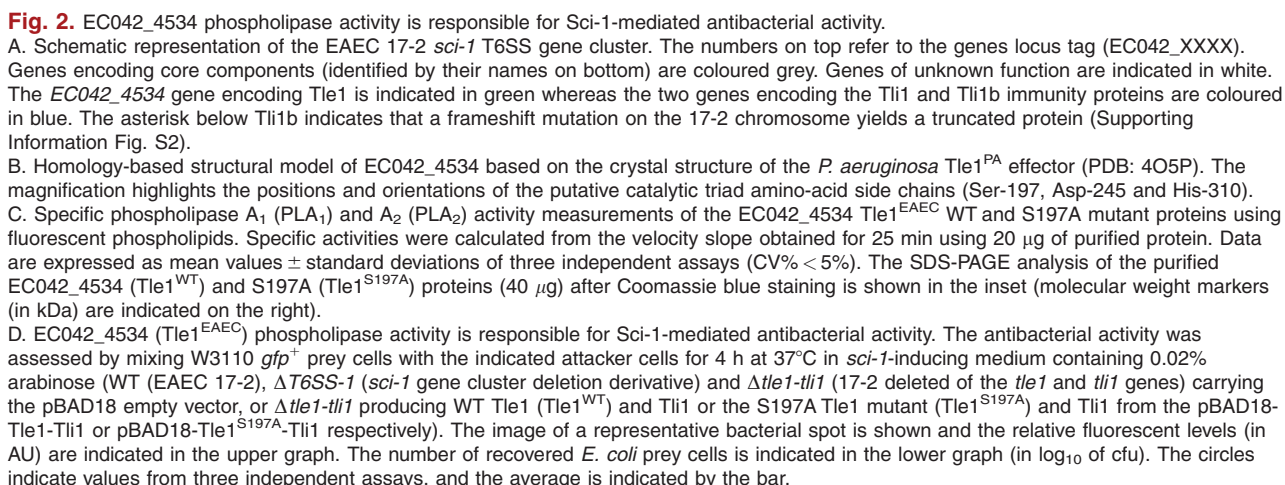 Fig. 2. EC042_4534 phospholipase activity is responsible for Sci-1-mediated antibacterial activity.
A. Schematic representation of the EAEC 17-2 sci-1 T6SS gene cluster. The numbers on top refer to the genes locus tag (EC042_XXXX).
Genes encoding core components (identified by their names on bottom) are coloured grey. Genes of unknown function are indicated in white.
The EC042_4534 gene encoding Tle1 is indicated in green whereas the two genes encoding the Tli1 and Tli1b immunity proteins are coloured
in blue. The asterisk below Tli1b indicates that a frameshift mutation on the 17-2 chromosome yields a truncated protein (Supporting
Information Fig. S2).
B. Homology-based structural model of EC042_4534 based on the crystal structure of the P. aeruginosa Tle1^PA effector (PDB: 4O5P). The
magnification highlights the positions and orientations of the putative catalytic triad amino-acid side chains (Ser-197, Asp-245 and His-310).
C. Specific phospholipase A₁ (PLA₁) and A₂ (PLA₂) activity measurements of the EC042_4534 Tle1^EAEC WT and S197A mutant proteins using
fluorescent phospholipids. Specific activities were calculated from the velocity slope obtained for 25 min using 20 μg of purified protein. Data
are expressed as mean values ± standard deviations of three independent assays (CV% < 5%). The SDS-PAGE analysis of the purified
EC042_4534 (Tle1^WT) and S197A (Tle1^S197A) proteins (40 μg) after Coomassie blue staining is shown in the inset (molecular weight markers
(in kDa) are indicated on the right).
D. EC042_4534 (Tle1^EAEC) phospholipase activity is responsible for Sci-1-mediated antibacterial activity. The antibacterial activity was
assessed by mixing W3110 gfp⁺ prey cells with the indicated attacker cells for 4 h at 37°C in sci-1-inducing medium containing 0.02%
arabinose (WT (EAEC 17-2), ΔT6SS-1 (sci-1 gene cluster deletion derivative) and Δtle1-tli1 (17-2 deleted of the tle1 and tli1 genes) carrying
the pBAD18 empty vector, or Δtle1-tli1 producing WT Tle1 (Tle1^WT) and Tli1 or the S197A Tle1 mutant (Tle1^S197A) and Tli1 from the pBAD18-
Tle1-Tli1 or pBAD18-Tle1^S197A-Tli1 respectively). The image of a representative bacterial spot is shown and the relative fluorescent levels (in
AU) are indicated in the upper graph. The number of recovered E. coli prey cells is indicated in the lower graph (in log₁₀ of cfu). The circles
indicate values from three independent assays, and the average is indicated by the bar.